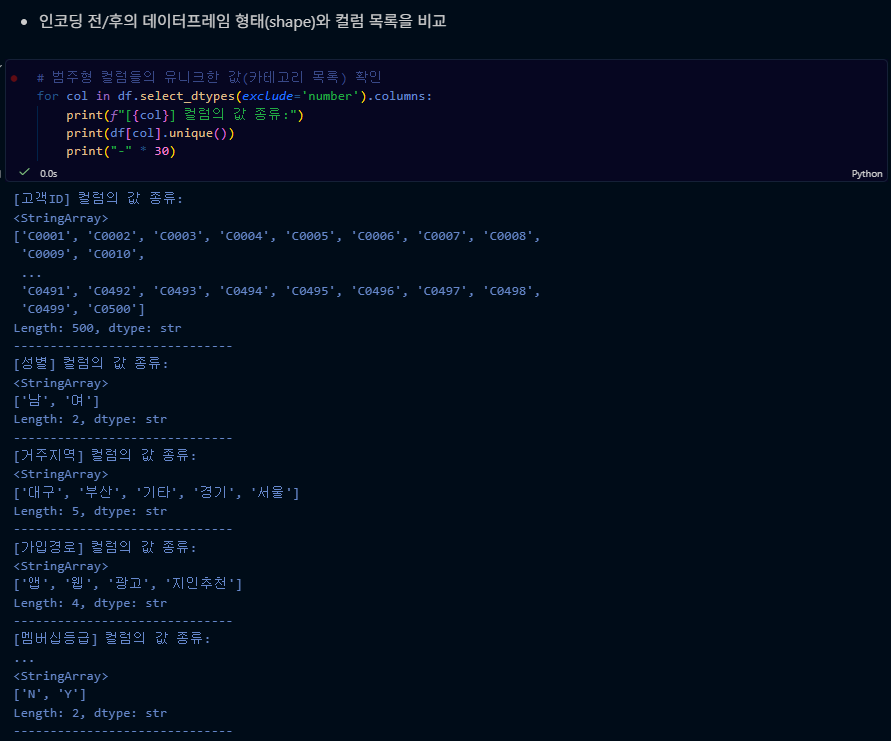 • 인코딩 전/후의 데이터프레임 형태(shape)와 컬럼 목록을 비교
# 범주형 컬럼들의 유니크한 값(카테고리 목록) 확인
for col in df.select_dtypes(exclude='number').columns:
    print(f"[{col}] 컬럼의 값 종류:")
    print(df[col].unique())
    print("-" * 30)
0.0s
Python
[고객ID] 컬럼의 값 종류:
<StringArray>
['C0001', 'C0002', 'C0003', 'C0004', 'C0005', 'C0006', 'C0007', 'C0008',
 'C0009', 'C0010',
 ...
 'C0491', 'C0492', 'C0493', 'C0494', 'C0495', 'C0496', 'C0497', 'C0498',
 'C0499', 'C0500']
Length: 500, dtype: str
------------------------------
[성별] 컬럼의 값 종류:
<StringArray>
['남', '여']
Length: 2, dtype: str
------------------------------
[거주지역] 컬럼의 값 종류:
<StringArray>
['대구', '부산', '기타', '경기', '서울']
Length: 5, dtype: str
------------------------------
[가입경로] 컬럼의 값 종류:
<StringArray>
['앱', '웹', '광고', '지인추천']
Length: 4, dtype: str
------------------------------
[멤버십등급] 컬럼의 값 종류:
...
<StringArray>
['N', 'Y']
Length: 2, dtype: str
------------------------------